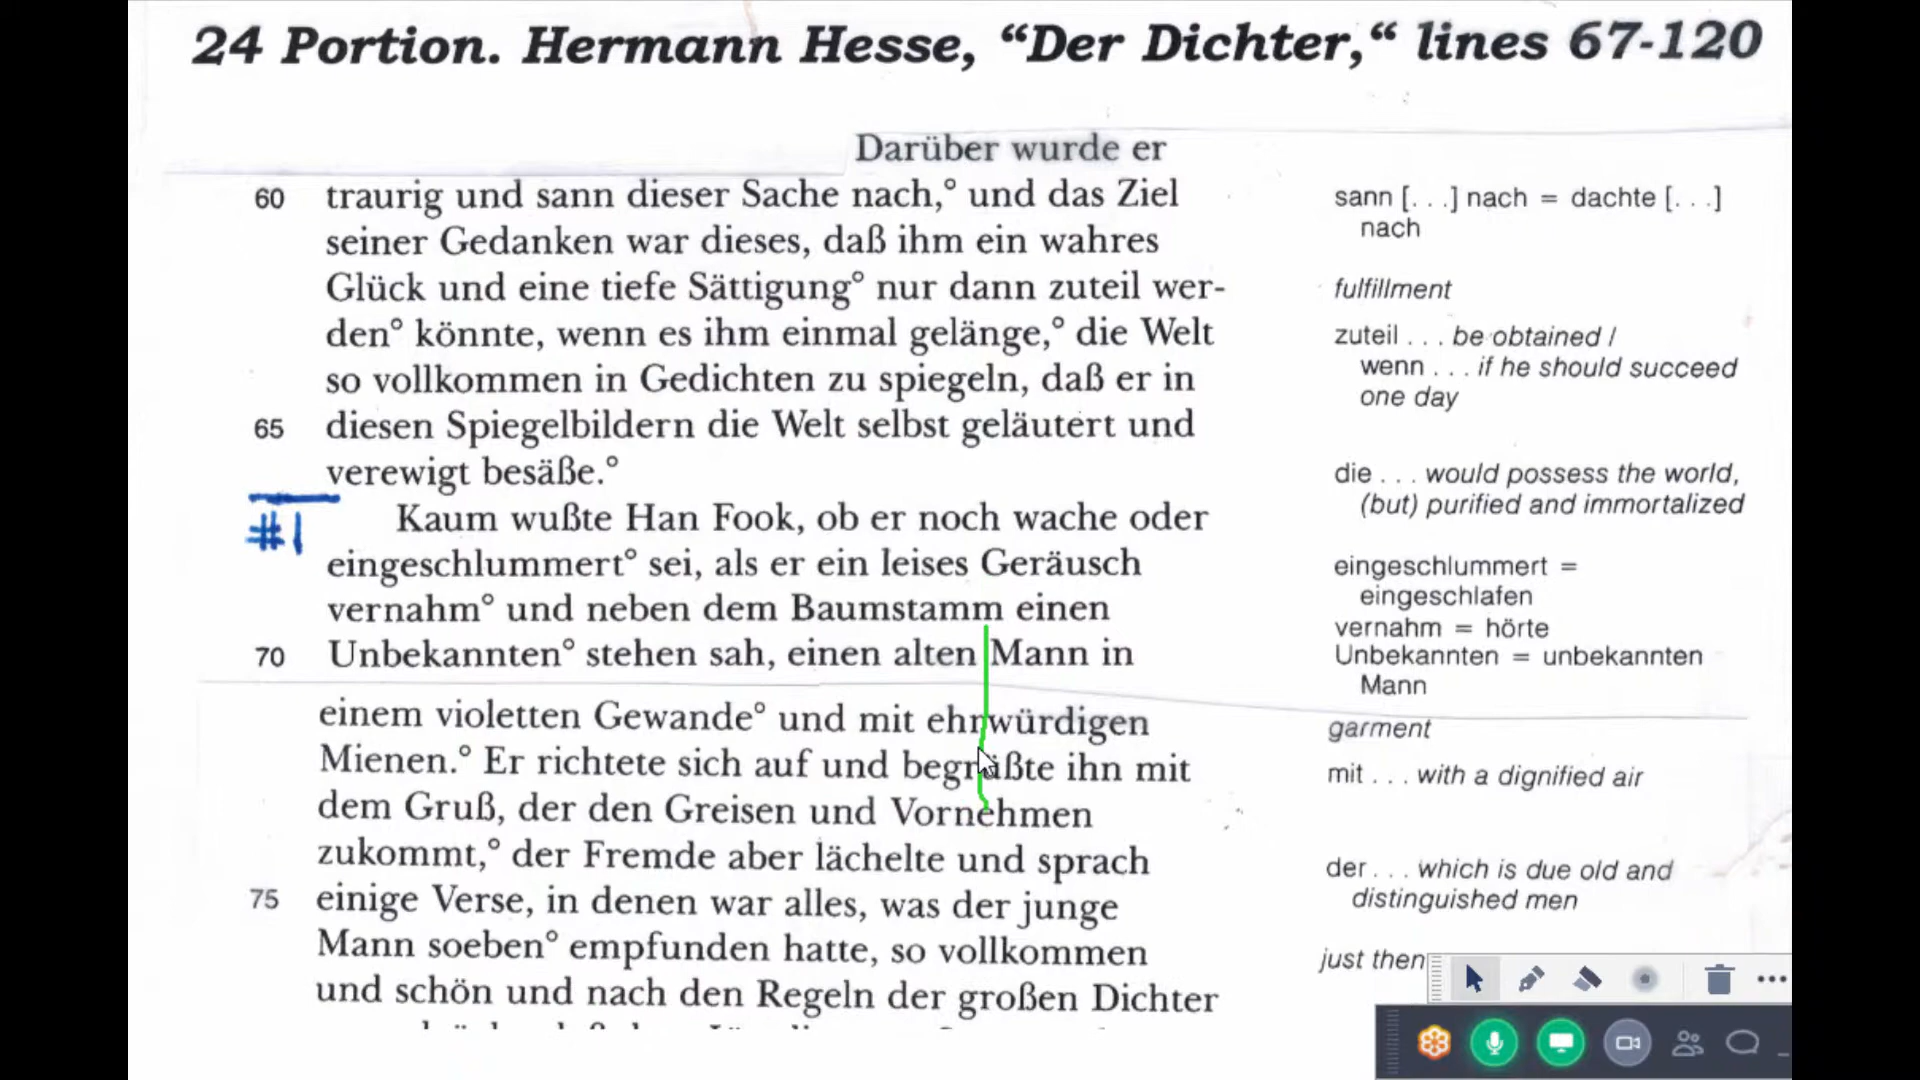 24 Portion. Hermann Hesse, “Der Dichter,“ lines 67-120
Darüber wurde er
60 traurig und sann dieser Sache nach,° und das Ziel
seiner Gedanken war dieses, daß ihm ein wahres
Glück und eine tiefe Sättigung° nur dann zuteil wer-
den° könnte, wenn es ihm einmal gelänge,° die Welt
so vollkommen in Gedichten zu spiegeln, daß er in
65 diesen Spiegelbildern die Welt selbst geläutert und
verewigt besäße.°
#1
Kaum wußte Han Fook, ob er noch wache oder
eingeschlummert° sei, als er ein leises Geräusch
vernahm° und neben dem Baumstamm einen
70 Unbekannten° stehen sah, einen alten Mann in
einem violetten Gewande° und mit ehrwürdigen
Mienen.° Er richtete sich auf und begrüßte ihn mit
dem Gruß, der den Greisen und Vornehmen
zukommt,° der Fremde aber lächelte und sprach
75 einige Verse, in denen war alles, was der junge
Mann soeben° empfunden hatte, so vollkommen
und schön und nach den Regeln der großen Dichter
sann [. . .] nach = dachte [. . .]
nach
fulfillment
zuteil . . . be obtained /
wenn . . . if he should succeed
one day
die . . . would possess the world,
(but) purified and immortalized
eingeschlummert =
eingeschlafen
vernahm = hörte
Unbekannten = unbekannten
Mann
garment
mit . . . with a dignified air
der . . . which is due old and
distinguished men
just then